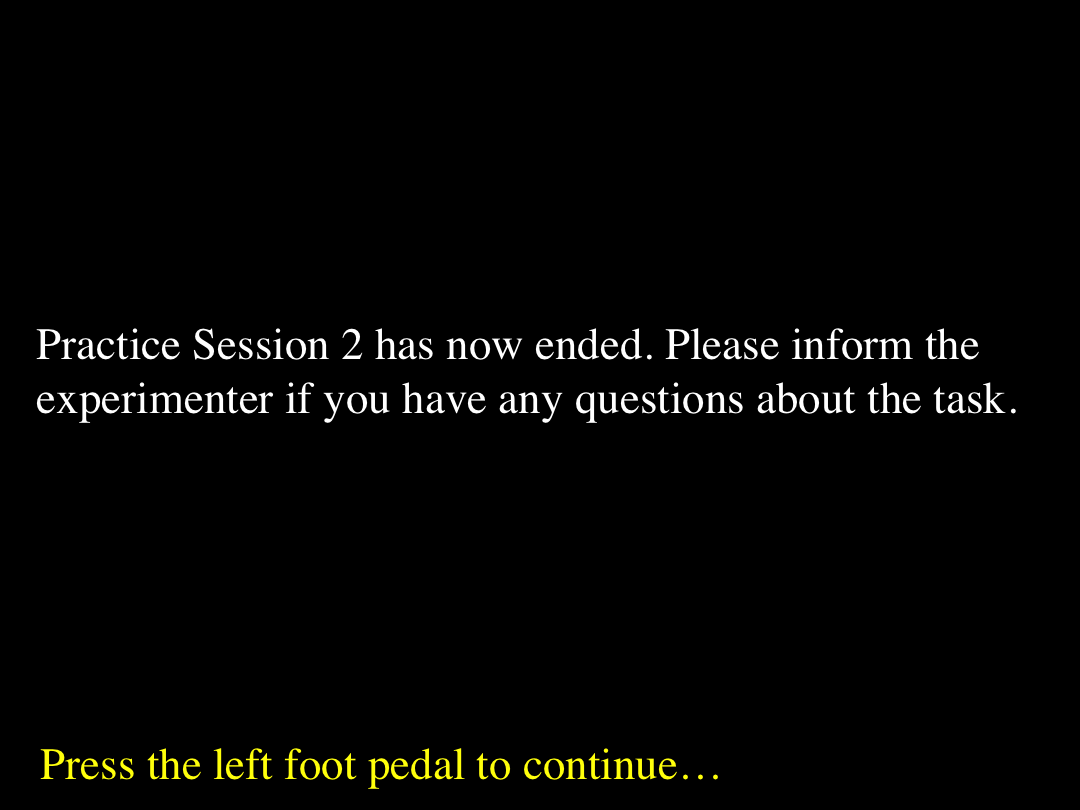 Practice Session 2 has now ended. Please inform the
experimenter if you have any questions about the task.
Press the left foot pedal to continue…